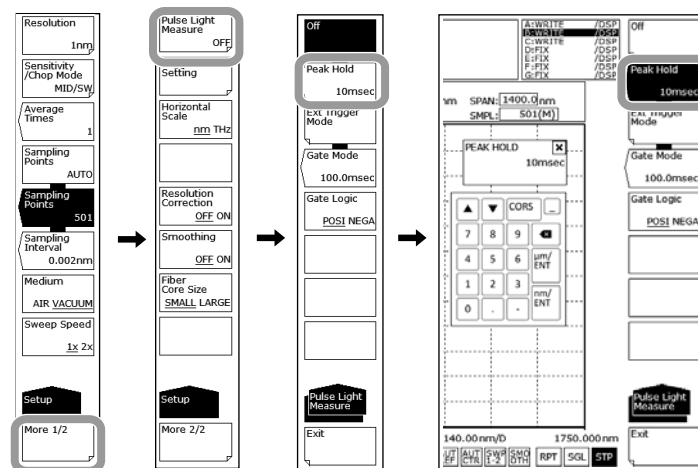 Resolution
1nm
Sensitivity
/Chop Mode
MID/SW
Average
Times
1
Sampling
Points
AUTO
Sampling
Points
501
Sampling
Interval
0.002nm
Medium
AIR VACUUM
Sweep Speed
1x 2x
Setup
More 1/2
Pulse Light
Measure
OFF
Setting
Horizontal
Scale
nm THz
Resolution
Correction
OFF ON
Smoothing
OFF ON
Fiber
Core Size
SMALL LARGE
Setup
More 2/2
Off
Peak Hold
10msec
Ext Trigger
Mode
Gate Mode
100.0msec
Gate Logic
POSI NEGA
Pulse Light
Measure
Exit
A:WRITE /DSP
B:WRITE /DSP
C:WRITE /DSP
D:FIX /DSP
E:FIX /DSP
F:FIX /DSP
G:FIX /DSP
nm SPAN: 1400.0 nm
SMPL: 501(M)
PEAK HOLD
10msec
CORS _
7 8 9
4 5 6 µm/
ENT
1 2 3
nm/
ENT
0 . -
140.00nm/D 1750.000nm
AUT
CTR
SWP
1-2
SMO
DTH
RPT SGL STP
Off
Peak Hold
10msec
Ext Trigger
Mode
Gate Mode
100.0msec
Gate Logic
POSI NEGA
Pulse Light
Measure
Exit